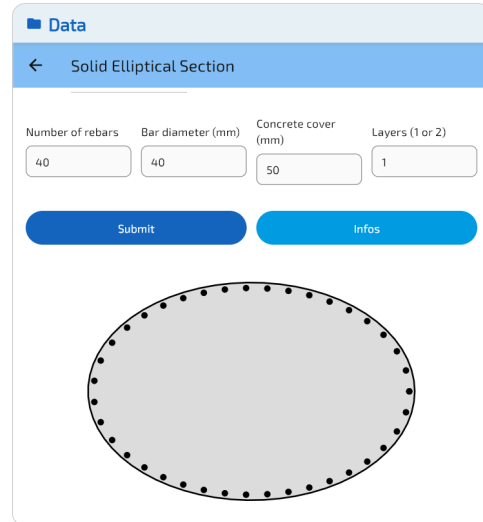 Data
Solid Elliptical Section
Number of rebars
Bar diameter (mm)
Concrete cover
(mm)
Layers (1 or 2)
40
40
50
1
Submit
Infos